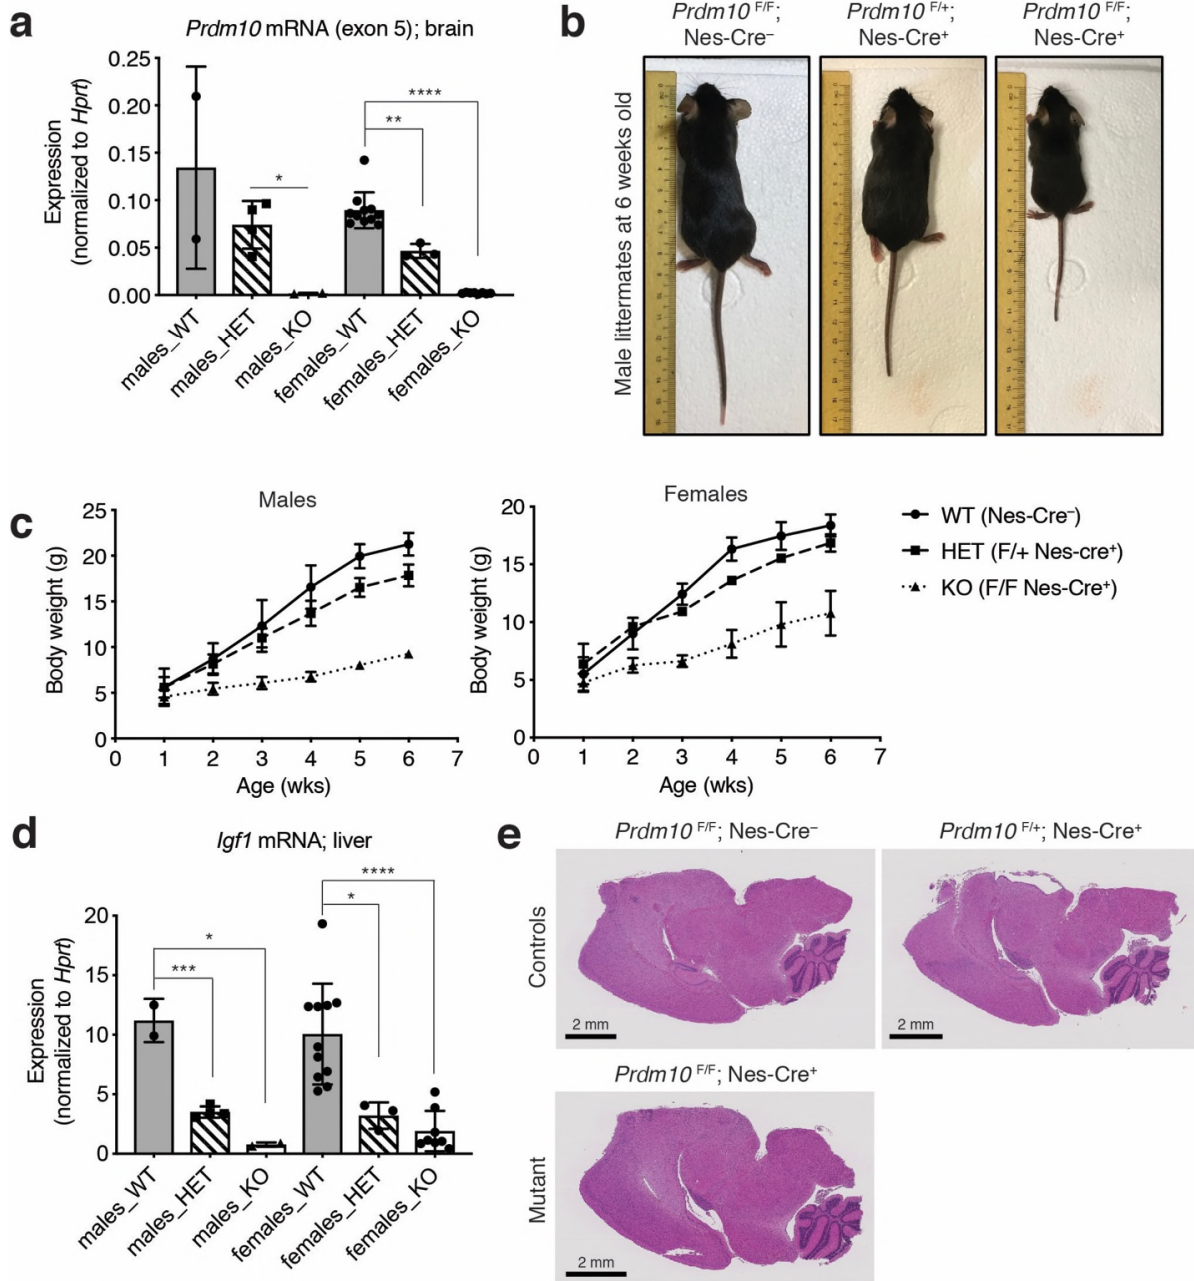 a
Prdm10 mRNA (exon 5); brain
Expression
(normalized to Hprt)
0.25
0.20
0.15
0.10
0.05
0.00
*
**
****
males_WT
males_HET
males_KO
females_WT
females_HET
females_KO
b
Prdm10 F/F;
Nes-Cre–
Prdm10 F/+;
Nes-Cre+
Prdm10 F/F;
Nes-Cre+
Male littermates at 6 weeks old
c
Males
Body weight (g)
25
20
15
10
5
0
0 1 2 3 4 5 6 7
Age (wks)
Females
Body weight (g)
20
15
10
5
0
0 1 2 3 4 5 6 7
Age (wks)
WT (Nes-Cre–)
HET (F/+ Nes-cre+)
KO (F/F Nes-Cre+)
d
Igf1 mRNA; liver
Expression
(normalized to Hprt)
20
15
10
5
0
***
*
*
****
males_WT
males_HET
males_KO
females_WT
females_HET
females_KO
e
Prdm10 F/F; Nes-Cre–
Prdm10 F/+; Nes-Cre+
Controls
2 mm
2 mm
Prdm10 F/F; Nes-Cre+
Mutant
2 mm